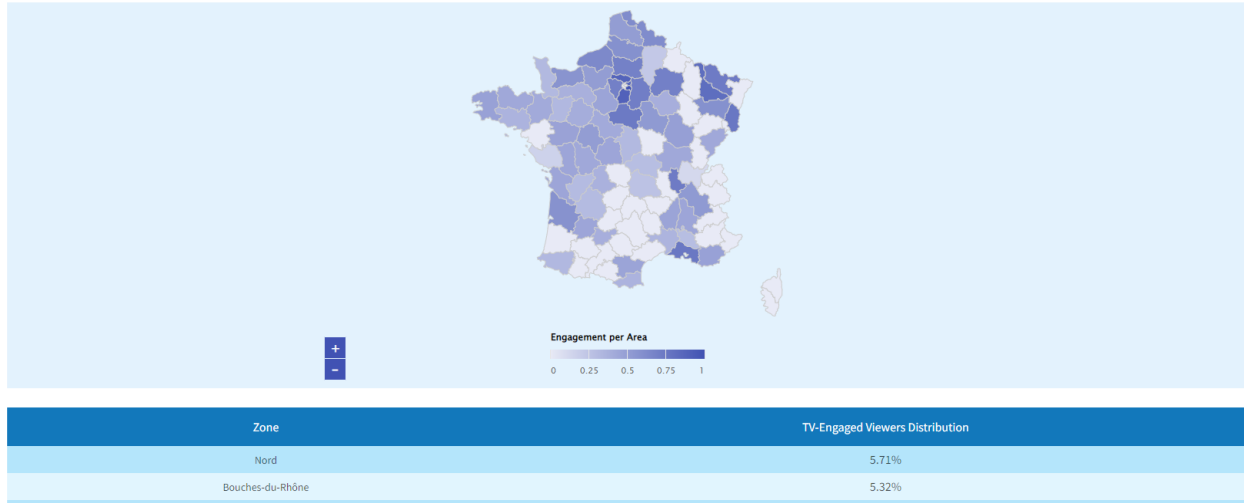 +
−
Engagement per Area
0 0.25 0.5 0.75 1
Zone TV-Engaged Viewers Distribution
Nord 5.71%
Bouches-du-Rhône 5.32%